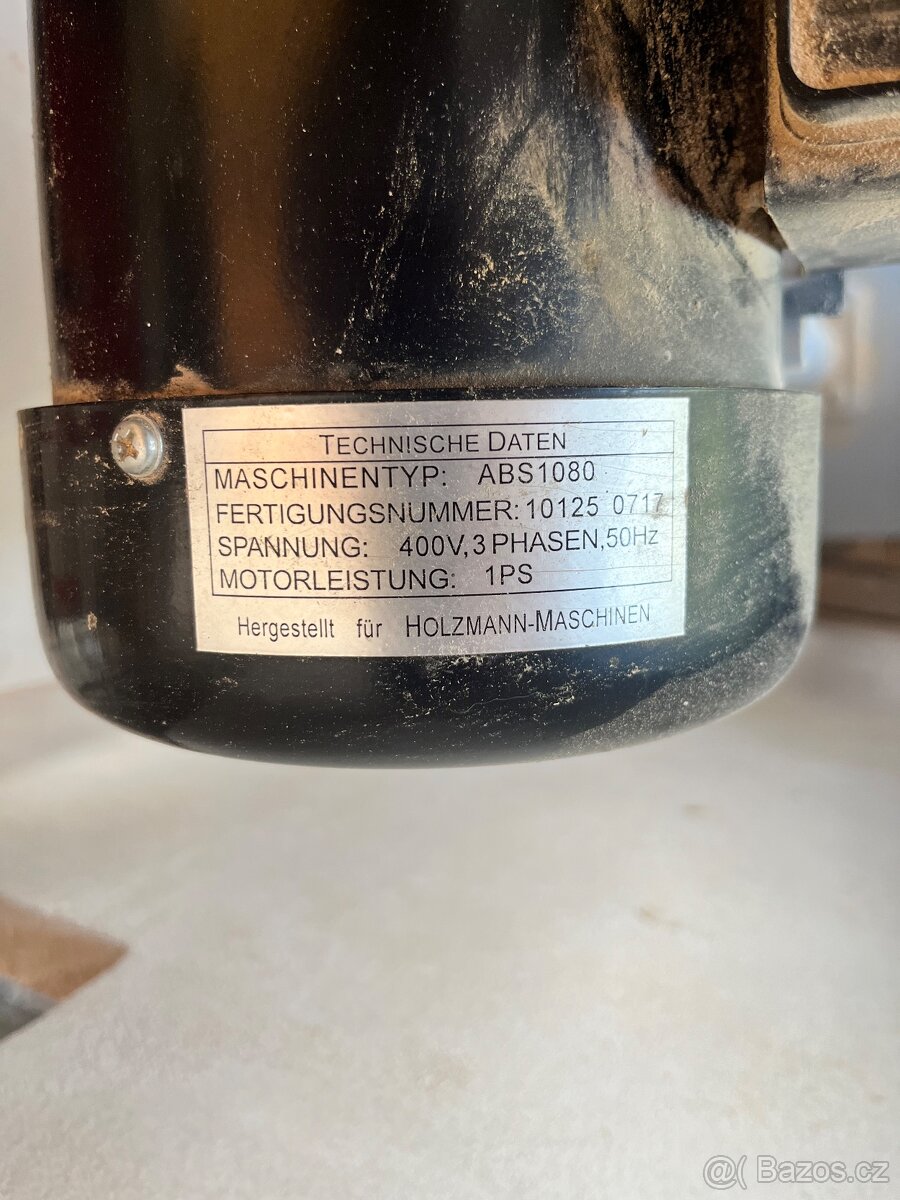 TECHNISCHE DATEN
MASCHINENTYP: ABS1080
FERTIGUNGSNUMMER: 10125 0717
SPANNUNG: 400V, 3 PHASEN, 50Hz
MOTORLEISTUNG: 1PS
Hergestellt für HOLZMANN-MASCHINEN
@( Bazos.cz